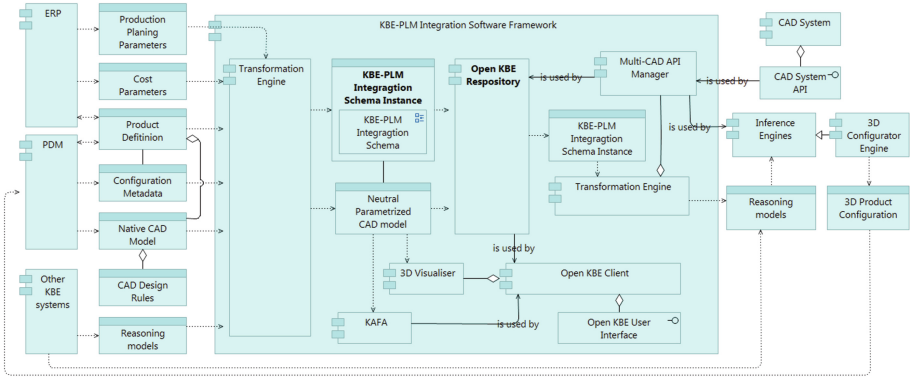 ERP
Production
Planing
Parameters
Cost
Parameters
Product
Defitinion
PDM
Configuration
Metadata
Native CAD
Model
CAD Design
Rules
Other
KBE
systems
Reasoning
models
KBE-PLM Integration Software Framework
Transformation
Engine
KBE-PLM
Integragtion
Schema Instance
KBE-PLM
Integragtion
Schema
Neutral
Parametrized
CAD model
3D Visualiser
KAFA
Open KBE
Respository
is used by
Multi-CAD API
Manager
KBE-PLM
Integragtion
Schema Instance
Transformation Engine
is used by
Open KBE Client
is used by
Open KBE User
Interface
CAD System
is used by
CAD System
API
is used by
Inference
Engines
3D
Configurator
Engine
Reasoning
models
3D Product
Configuration